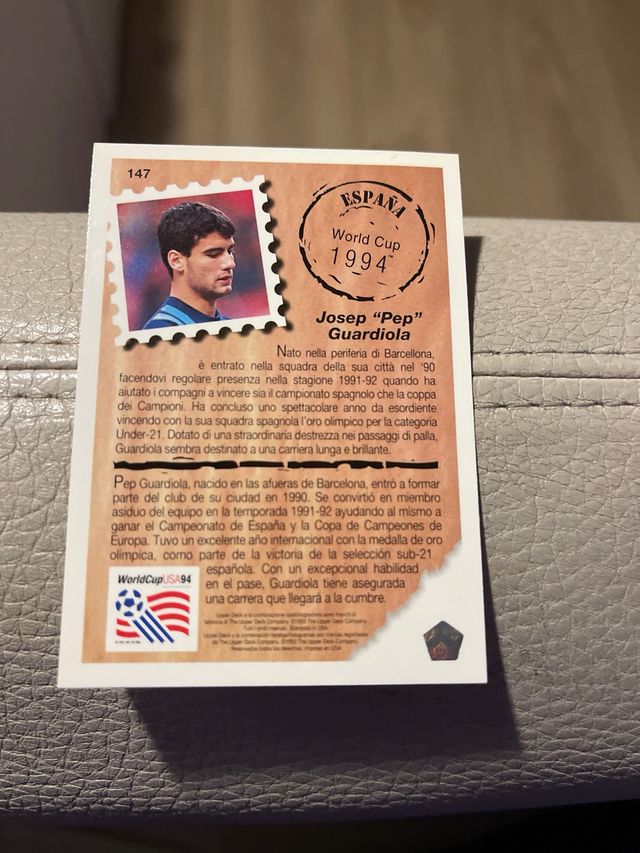 147
ESPAÑA
World Cup
1994
Josep “Pep”
Guardiola
Nato nella periferia di Barcellona,
è entrato nella squadra della sua città nel '90
facendovi regolare presenza nella stagione 1991-92 quando ha
aiutato i compagni a vincere sia il campionato spagnolo che la coppa
dei Campioni. Ha concluso uno spettacolare anno da esordiente
vincendo con la sua squadra spagnola l'oro olimpico per la categoria
Under-21. Dotato di una straordinaria destrezza nei passaggi di palla,
Guardiola sembra destinato a una carriera lunga e brillante.
Pep Guardiola, nacido en las afueras de Barcelona, entró a formar
parte del club de su ciudad en 1990. Se convirtió en miembro
asiduo del equipo en la temporada 1991-92 ayudando al mismo a
ganar el Campeonato de España y la Copa de Campeones de
Europa. Tuvo un excelente año internacional con la medalla de oro
olímpica, como parte de la victoria de la selección sub-21
española. Con un excepcional habilidad
en el pase, Guardiola tiene asegurada
una carrera que llegará a la cumbre.
WorldCupUSA94